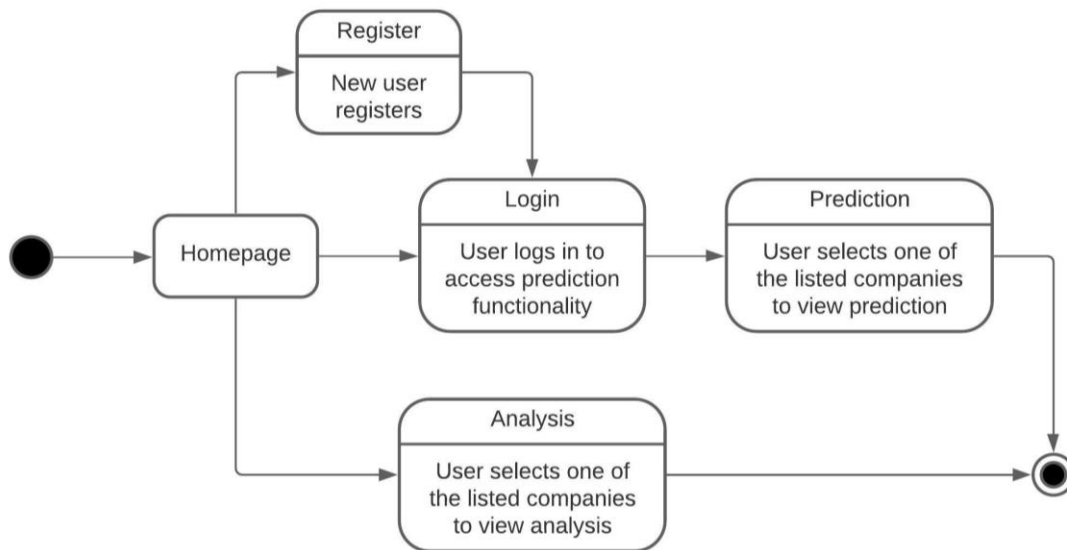 Register
New user
registers
Homepage
Login
User logs in to
access prediction
functionality
Prediction
User selects one of
the listed companies
to view prediction
Analysis
User selects one of
the listed companies
to view analysis